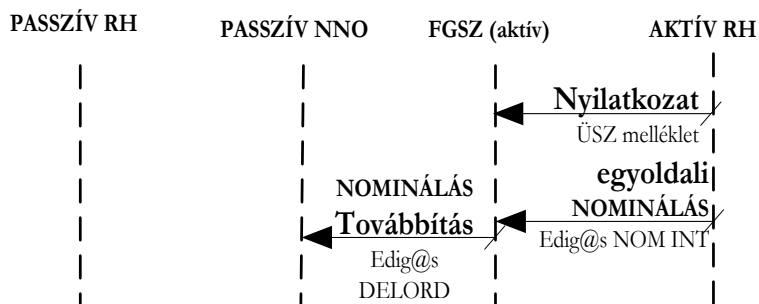 PASSZÍV RH PASSZÍV NNO FGSZ (aktív) AKTÍV RH
Nyilatkozat
ÜSZ melléklet
egyoldali
NOMINÁLÁS
Edig@s NOM INT
NOMINÁLÁS
Továbbítás
Edig@s
DELORD